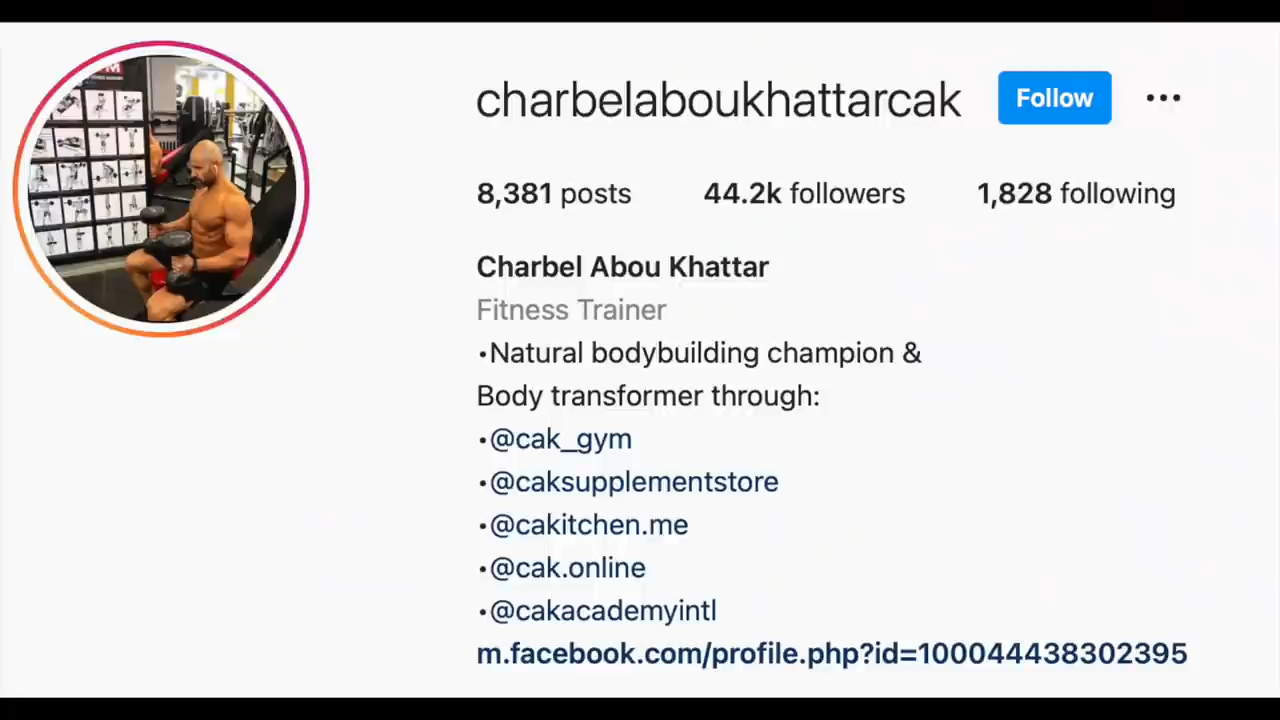 charbelaboukhattarcak Follow
8,381 posts 44.2k followers 1,828 following
Charbel Abou Khattar
Fitness Trainer
•Natural bodybuilding champion &
Body transformer through:
•@cak_gym
•@caksupplementstore
•@cakitchen.me
•@cak.online
•@cakacademyintl
m.facebook.com/profile.php?id=100044438302395